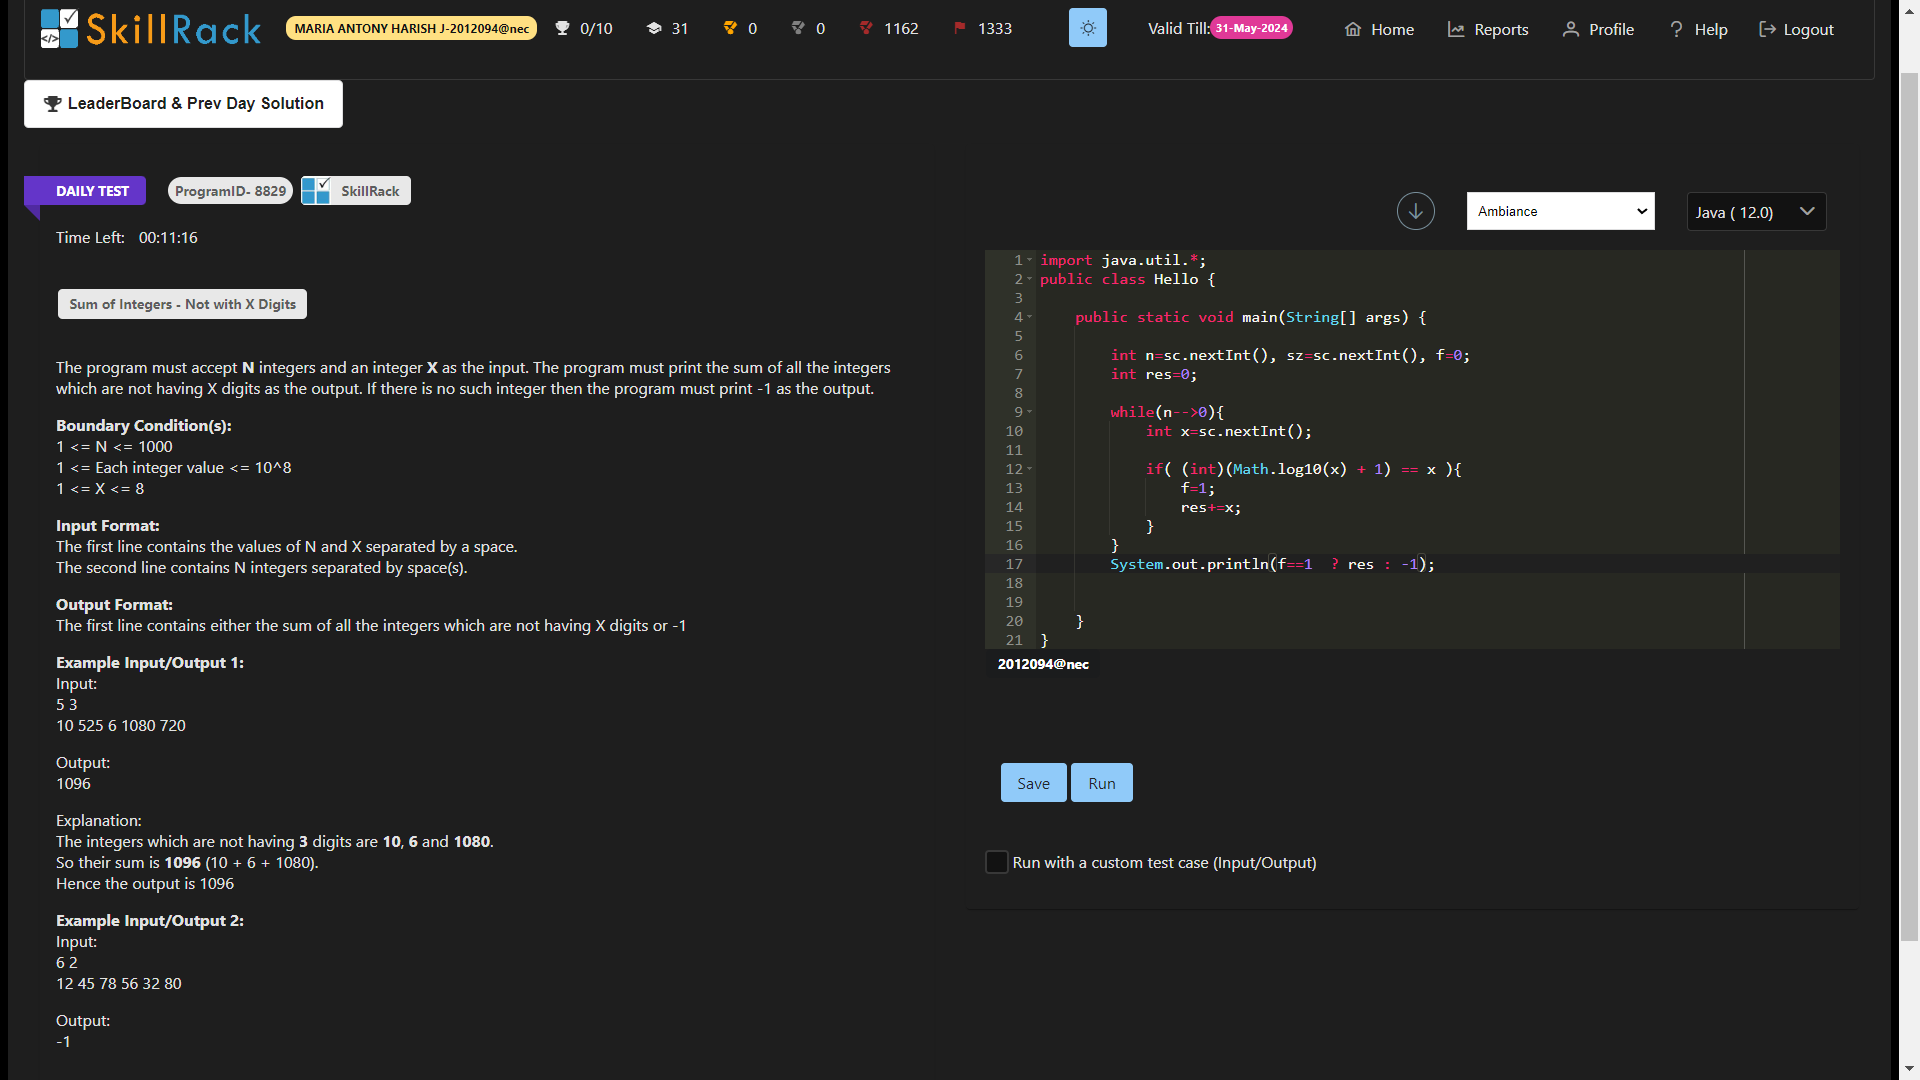 SkillRack
MARIA ANTONY HARISH J-2012094@nec
0/10
31
0
0
1162
1333
Valid Till: 31-May-2024
Home
Reports
Profile
? Help
Logout
LeaderBoard & Prev Day Solution
DAILY TEST
ProgramID- 8829
SkillRack
Time Left: 00:11:16
Sum of Integers - Not with X Digits
The program must accept N integers and an integer X as the input. The program must print the sum of all the integers
which are not having X digits as the output. If there is no such integer then the program must print -1 as the output.
Boundary Condition(s):
1 <= N <= 1000
1 <= Each integer value <= 10^8
1 <= X <= 8
Input Format:
The first line contains the values of N and X separated by a space.
The second line contains N integers separated by space(s).
Output Format:
The first line contains either the sum of all the integers which are not having X digits or -1
Example Input/Output 1:
Input:
5 3
10 525 6 1080 720
Output:
1096
Explanation:
The integers which are not having 3 digits are 10, 6 and 1080.
So their sum is 1096 (10 + 6 + 1080).
Hence the output is 1096
Example Input/Output 2:
Input:
6 2
12 45 78 56 32 80
Output:
-1
Ambiance
Java ( 12.0)
1 import java.util.*;
2 public class Hello {
3
4     public static void main(String[] args) {
5
6         int n=sc.nextInt(), sz=sc.nextInt(), f=0;
7         int res=0;
8
9         while(n-->0){
10             int x=sc.nextInt();
11
12             if( (int)(Math.log10(x) + 1) == x ){
13                 f=1;
14                 res+=x;
15             }
16         }
17         System.out.println(f==1  ? res : -1);
18
19
20     }
21 }
2012094@nec
Save
Run
Run with a custom test case (Input/Output)